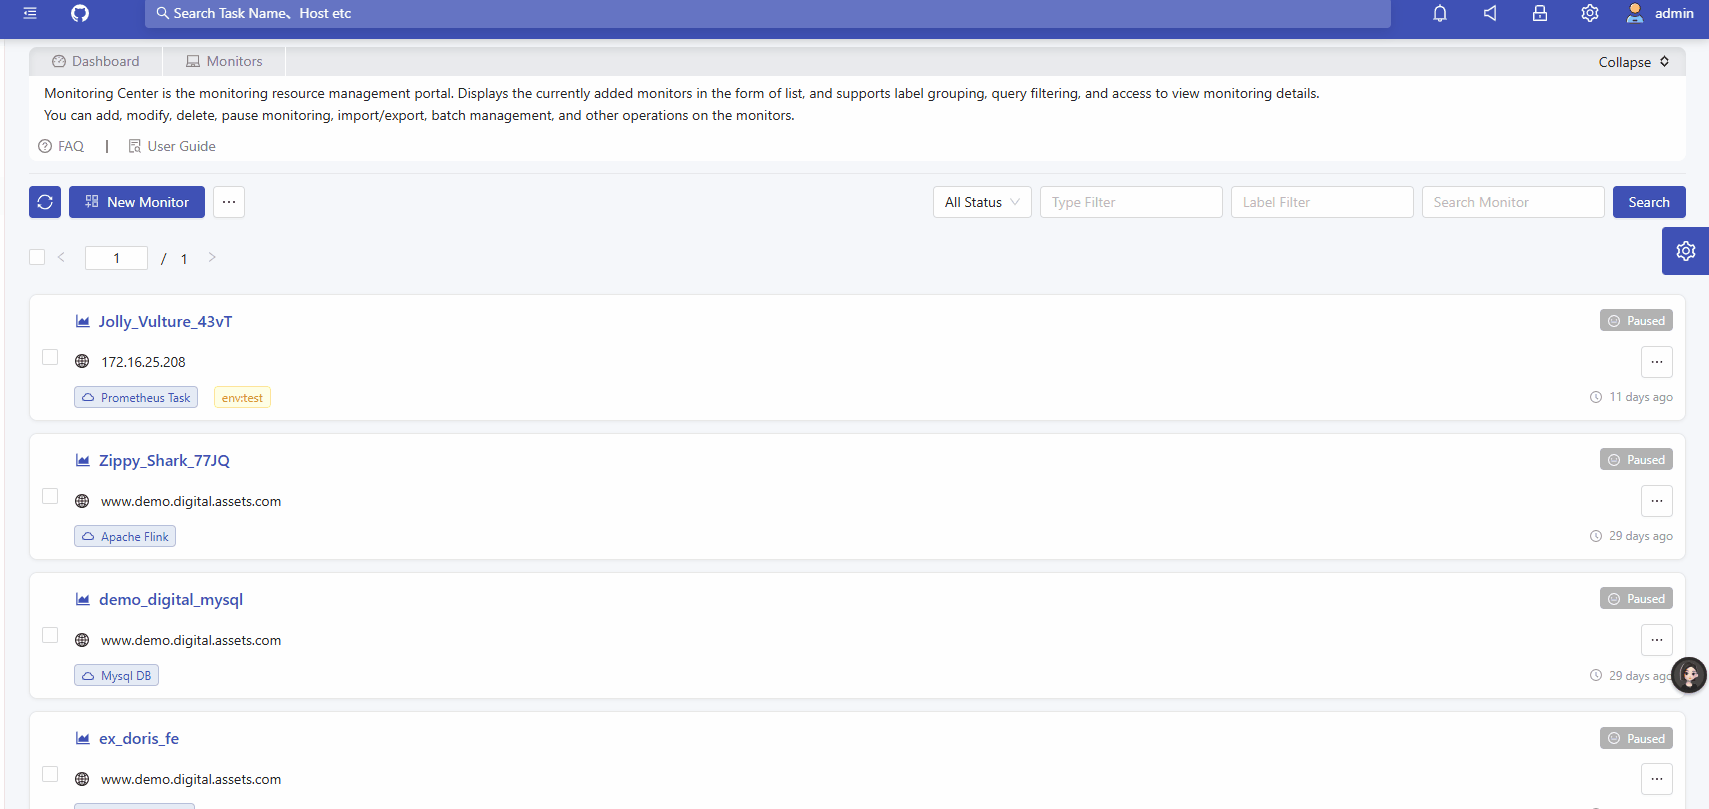 Search Task Name、Host etc
admin
Dashboard
Monitors
Collapse
Monitoring Center is the monitoring resource management portal. Displays the currently added monitors in the form of list, and supports label grouping, query filtering, and access to view monitoring details.
You can add, modify, delete, pause monitoring, import/export, batch management, and other operations on the monitors.
FAQ | User Guide
New Monitor ... All Status Type Filter Label Filter Search Monitor Search
1 / 1
Jolly_Vulture_43vT Paused
172.16.25.208 ...
Prometheus Task env:test 11 days ago
Zippy_Shark_77JQ Paused
www.demo.digital.assets.com ...
Apache Flink 29 days ago
demo_digital_mysql Paused
www.demo.digital.assets.com ...
Mysql DB 29 days ago
ex_doris_fe Paused
www.demo.digital.assets.com ...